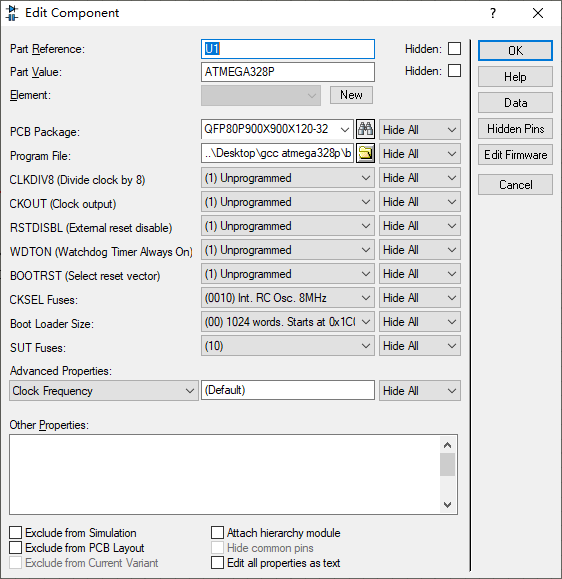 Edit Component
? ×
Part Reference: U1 Hidden: OK
Part Value: ATMEGA328P Hidden: Help
Element: New Data
PCB Package: QFP80P900X900X120-32 Hide All Hidden Pins
Program File: ..\Desktop\gcc atmega328p\b Hide All Edit Firmware
CLKDIV8 (Divide clock by 8) (1) Unprogrammed Hide All Cancel
CKOUT (Clock output) (1) Unprogrammed Hide All
RSTDISBL (External reset disable) (1) Unprogrammed Hide All
WDTON (Watchdog Timer Always On) (1) Unprogrammed Hide All
BOOTRST (Select reset vector) (1) Unprogrammed Hide All
CKSEL Fuses: (0010) Int. RC Osc. 8MHz Hide All
Boot Loader Size: (00) 1024 words. Starts at 0x1C0 Hide All
SUT Fuses: (10) Hide All
Advanced Properties:
Clock Frequency (Default) Hide All
Other Properties:
Exclude from Simulation Attach hierarchy module
Exclude from PCB Layout Hide common pins
Exclude from Current Variant Edit all properties as text